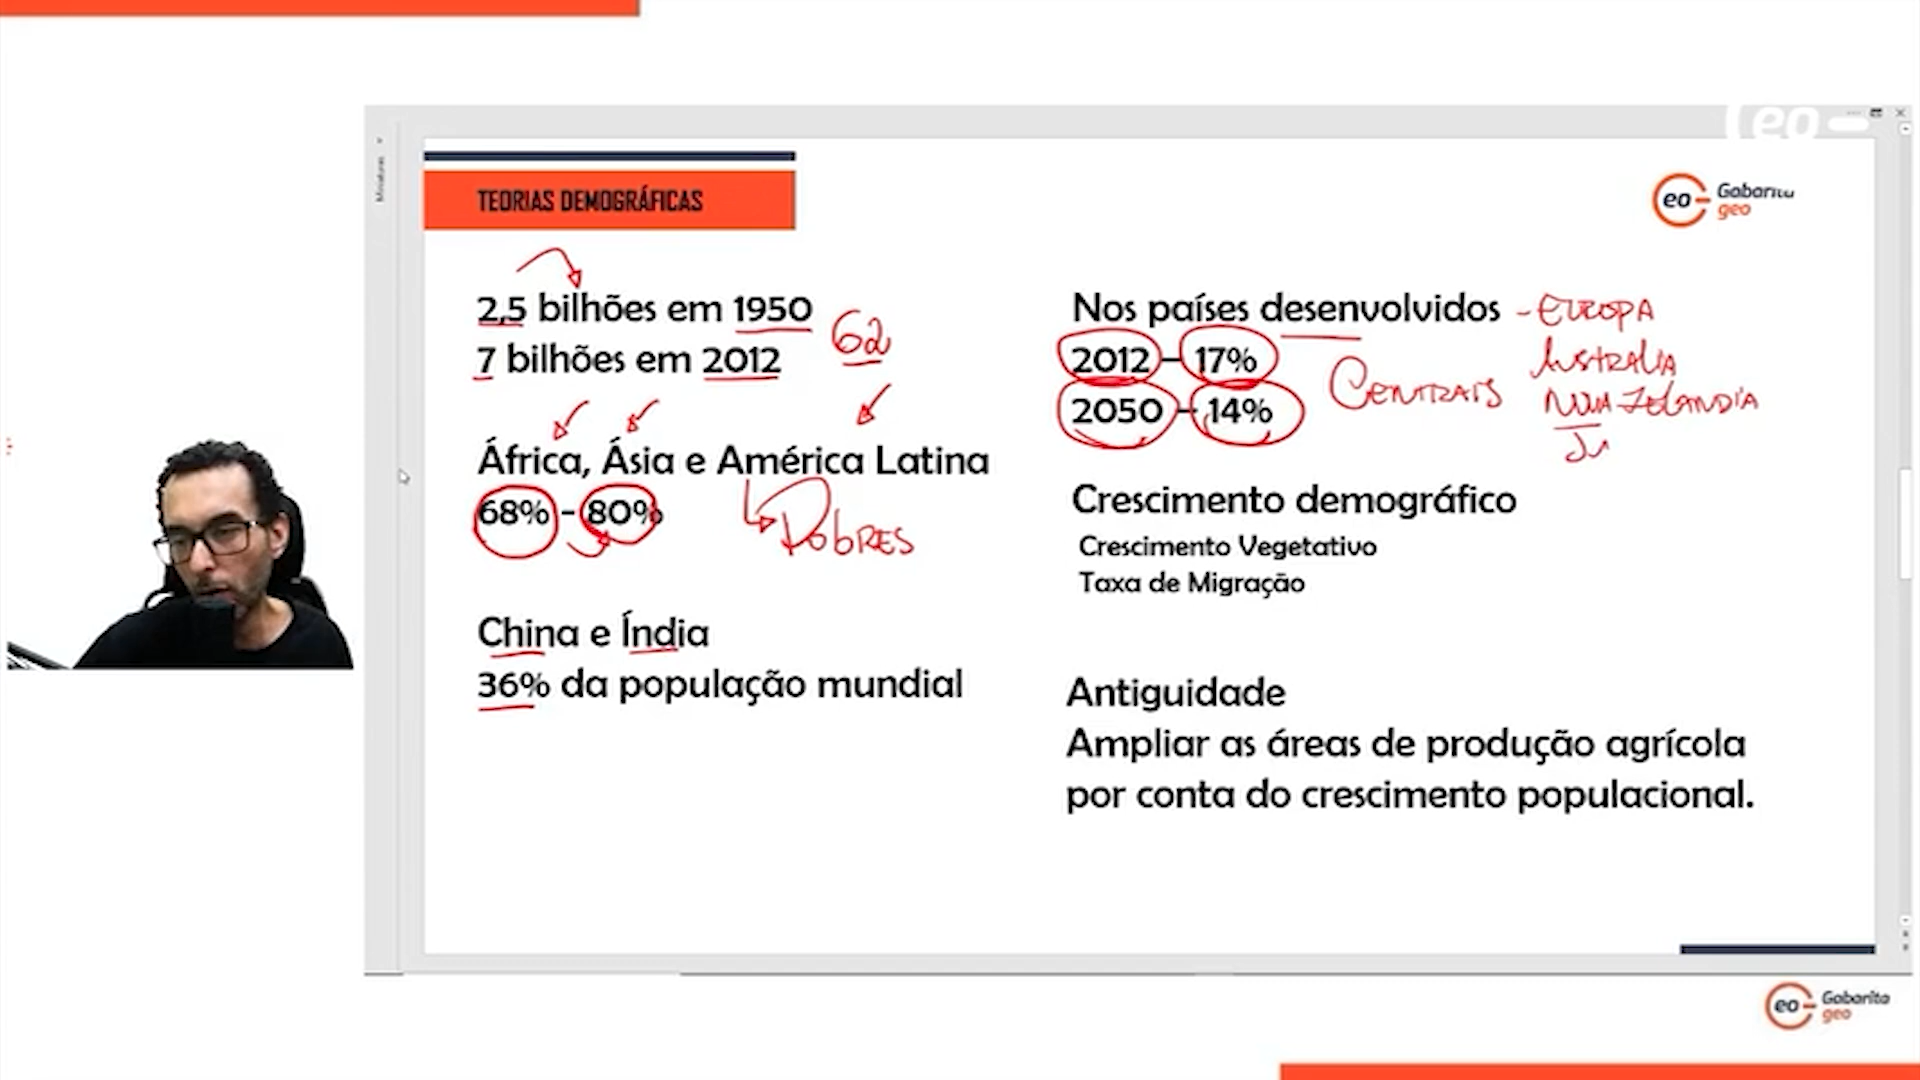 eo
Miniaturas
TEORIAS DEMOGRÁFICAS
eo Gabarito
geo
2,5 bilhões em 1950
7 bilhões em 2012
62
África, Ásia e América Latina
68% - 80%
PobRES
China e Índia
36% da população mundial
Nos países desenvolvidos - EUROPA
2012 - 17%
AUSTRÁLIA
2050 - 14%
CENTRAIS
NOVA ZELANDIA
Crescimento demográfico
Crescimento Vegetativo
Taxa de Migração
Antiguidade
Ampliar as áreas de produção agrícola
por conta do crescimento populacional.
eo Gabarito
geo